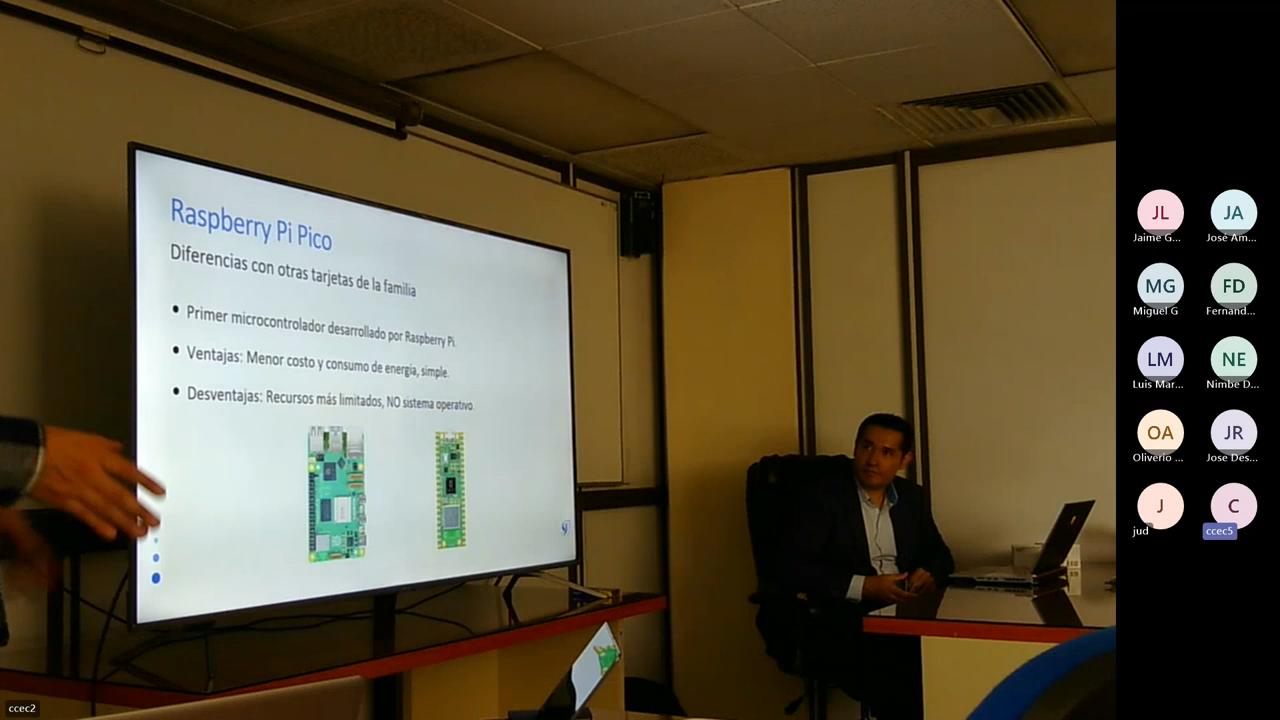 Raspberry Pi Pico
Diferencias con otras tarjetas de la familia
• Primer microcontrolador desarrollado por Raspberry Pi.
• Ventajas: Menor costo y consumo de energía, simple.
• Desventajas: Recursos más limitados, NO sistema operativo.
JL
Jaime G...
JA
José Am...
MG
Miguel G
FD
Fernand...
LM
Luis Mar...
NE
Nimbe D...
OA
Oliverio ...
JR
Jose Des...
J
jud
C
ccec5
ccec2